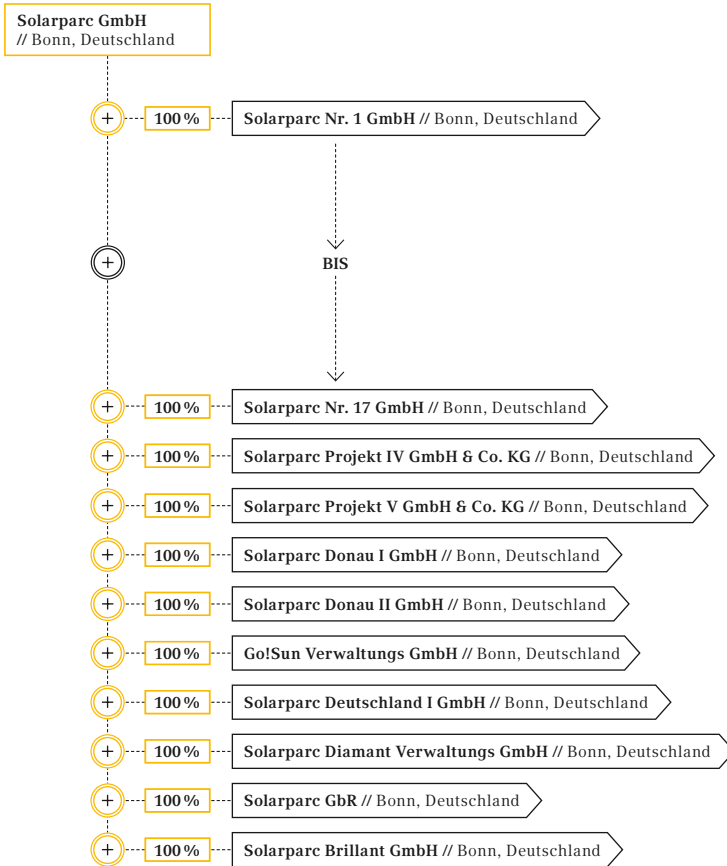 Solarparc GmbH
// Bonn, Deutschland
+ 100% Solarparc Nr. 1 GmbH // Bonn, Deutschland
+ BIS
+ 100% Solarparc Nr. 17 GmbH // Bonn, Deutschland
+ 100% Solarparc Projekt IV GmbH & Co. KG // Bonn, Deutschland
+ 100% Solarparc Projekt V GmbH & Co. KG // Bonn, Deutschland
+ 100% Solarparc Donau I GmbH // Bonn, Deutschland
+ 100% Solarparc Donau II GmbH // Bonn, Deutschland
+ 100% Go!Sun Verwaltungs GmbH // Bonn, Deutschland
+ 100% Solarparc Deutschland I GmbH // Bonn, Deutschland
+ 100% Solarparc Diamant Verwaltungs GmbH // Bonn, Deutschland
+ 100% Solarparc GbR // Bonn, Deutschland
+ 100% Solarparc Brillant GmbH // Bonn, Deutschland